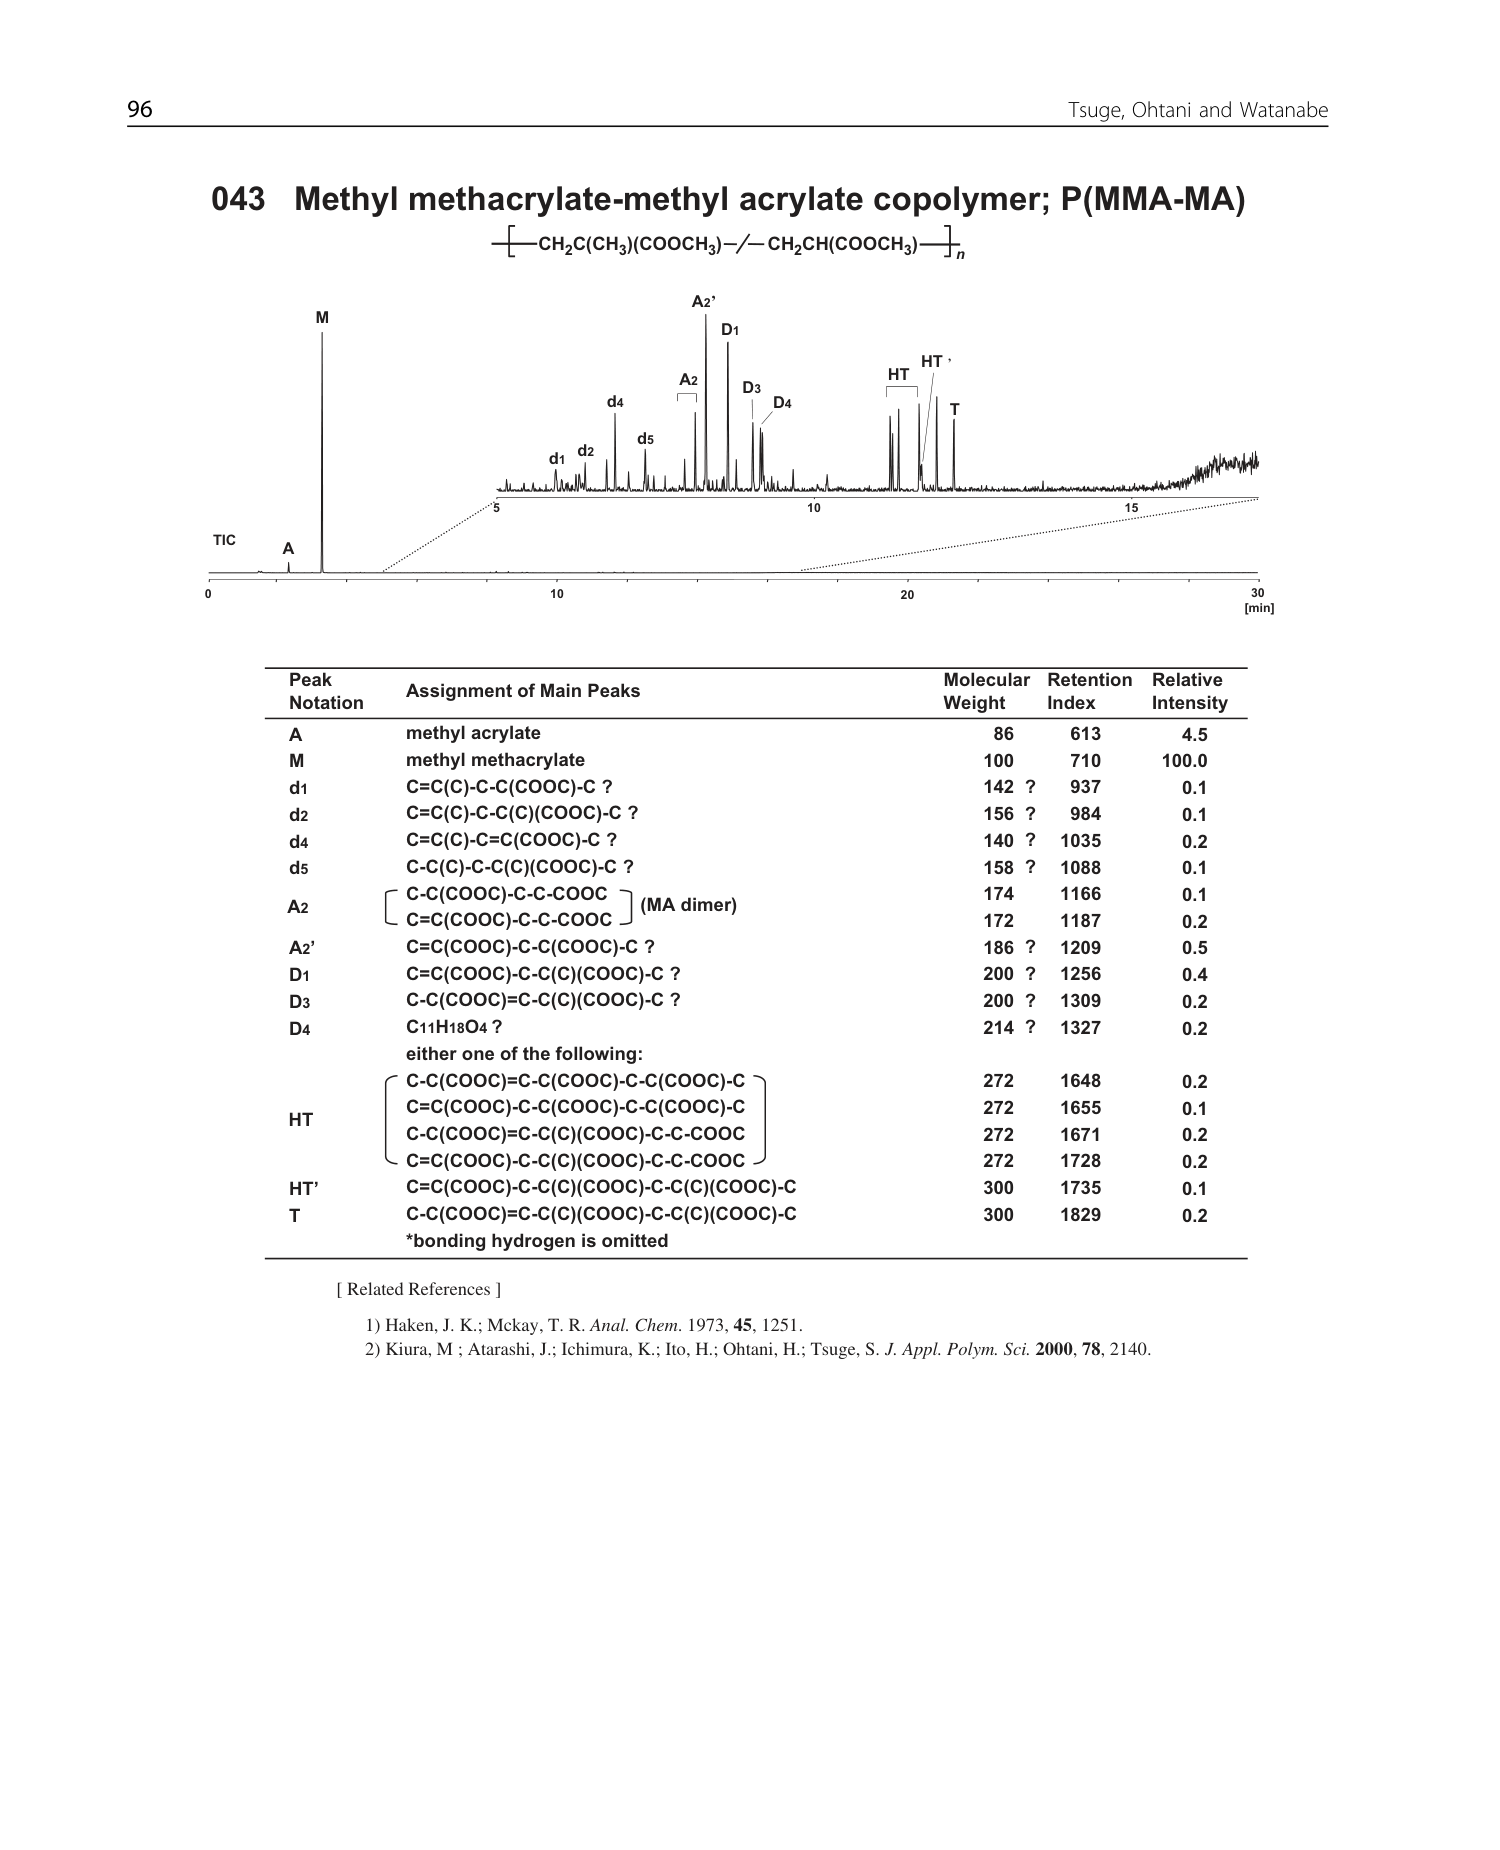 96 Tsuge, Ohtani and Watanabe
043 Methyl methacrylate-methyl acrylate copolymer; P(MMA-MA)
CH2C(CH3)(COOCH3) / CH2CH(COOCH3) n
A2’
M
D1
HT ’
HT
A2
D3
d4
D4
T
d5
d2
d1
5 10 15
TIC
A
0 10 20 30
[min]
Peak Notation Assignment of Main Peaks Molecular Weight Retention Index Relative Intensity
A methyl acrylate 86 613 4.5
M methyl methacrylate 100 710 100.0
d1 C=C(C)-C-C(COOC)-C ? 142 ? 937 0.1
d2 C=C(C)-C-C(C)(COOC)-C ? 156 ? 984 0.1
d4 C=C(C)-C=C(COOC)-C ? 140 ? 1035 0.2
d5 C-C(C)-C-C(C)(COOC)-C ? 158 ? 1088 0.1
C-C(COOC)-C-C-COOC 174 1166 0.1
A2 (MA dimer)
C=C(COOC)-C-C-COOC 172 1187 0.2
A2’ C=C(COOC)-C-C(COOC)-C ? 186 ? 1209 0.5
D1 C=C(COOC)-C-C(C)(COOC)-C ? 200 ? 1256 0.4
D3 C-C(COOC)=C-C(C)(COOC)-C ? 200 ? 1309 0.2
D4 C11H18O4 ? 214 ? 1327 0.2
either one of the following:
C-C(COOC)=C-C(COOC)-C-C(COOC)-C 272 1648 0.2
C=C(COOC)-C-C(COOC)-C-C(COOC)-C 272 1655 0.1
HT
C-C(COOC)=C-C(C)(COOC)-C-C-COOC 272 1671 0.2
C=C(COOC)-C-C(C)(COOC)-C-C-COOC 272 1728 0.2
HT’ C=C(COOC)-C-C(C)(COOC)-C-C(C)(COOC)-C 300 1735 0.1
T C-C(COOC)=C-C(C)(COOC)-C-C(C)(COOC)-C 300 1829 0.2
*bonding hydrogen is omitted
[ Related References ]
1) Haken, J. K.; Mckay, T. R. Anal. Chem. 1973, 45, 1251.
2) Kiura, M ; Atarashi, J.; Ichimura, K.; Ito, H.; Ohtani, H.; Tsuge, S. J. Appl. Polym. Sci. 2000, 78, 2140.